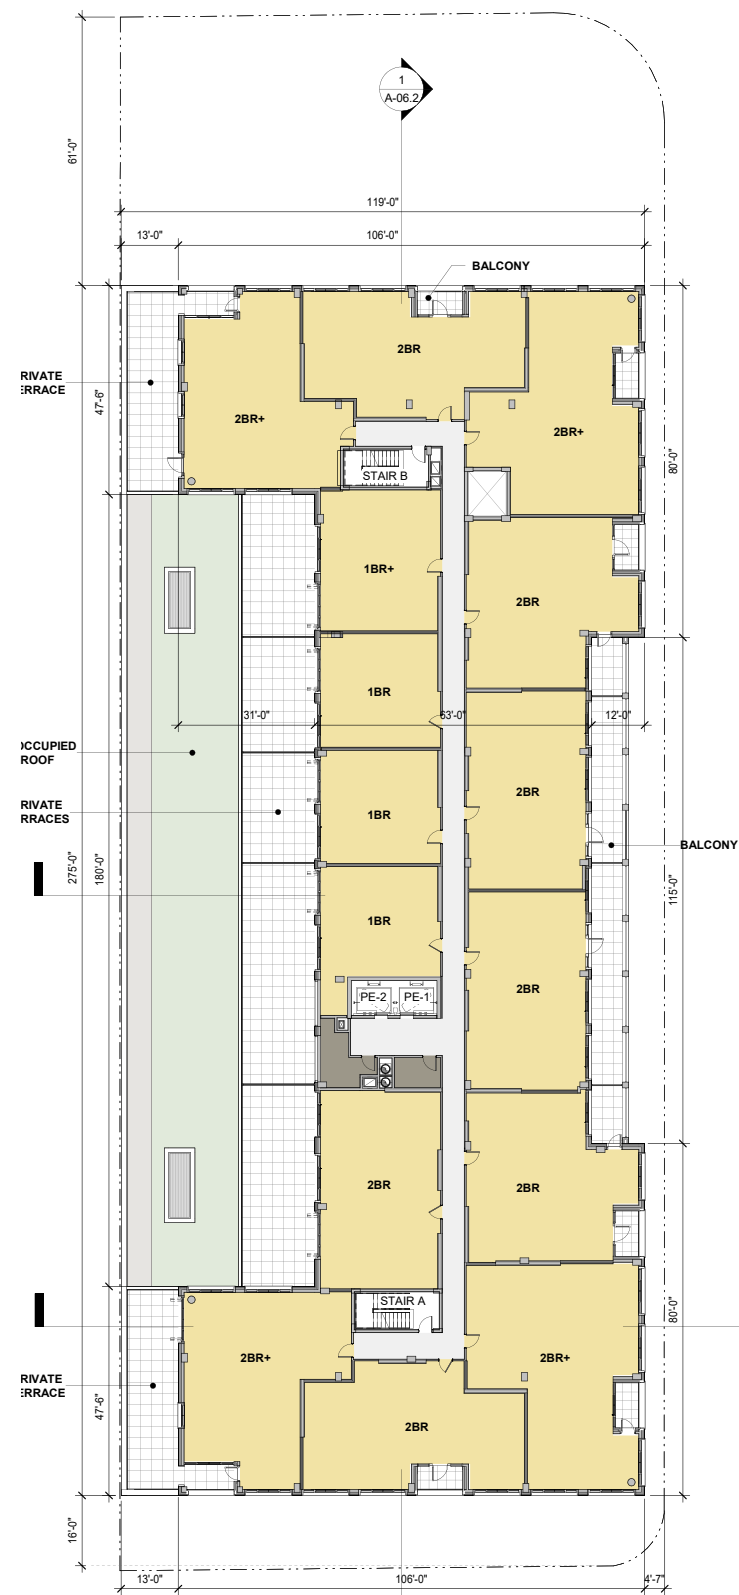 1
A-06.2
61'-0"
119'-0"
13'-0"
106'-0"
BALCONY
RIVATE
ERRACE
47'-6"
2BR
2BR+
2BR+
80'-0"
STAIR B
1BR+
2BR
1BR
31'-0"
63'-0"
12'-0"
OCCUPIED
ROOF
2BR
RIVATE
ERRACES
1BR
BALCONY
275'-0"
180'-0"
115'-0"
1BR
2BR
PE-2
PE-1
2BR
2BR
STAIR A
80'-0"
2BR+
2BR+
RIVATE
ERRACE
47'-6"
2BR
16'-0"
13'-0"
106'-0"
4'-7"